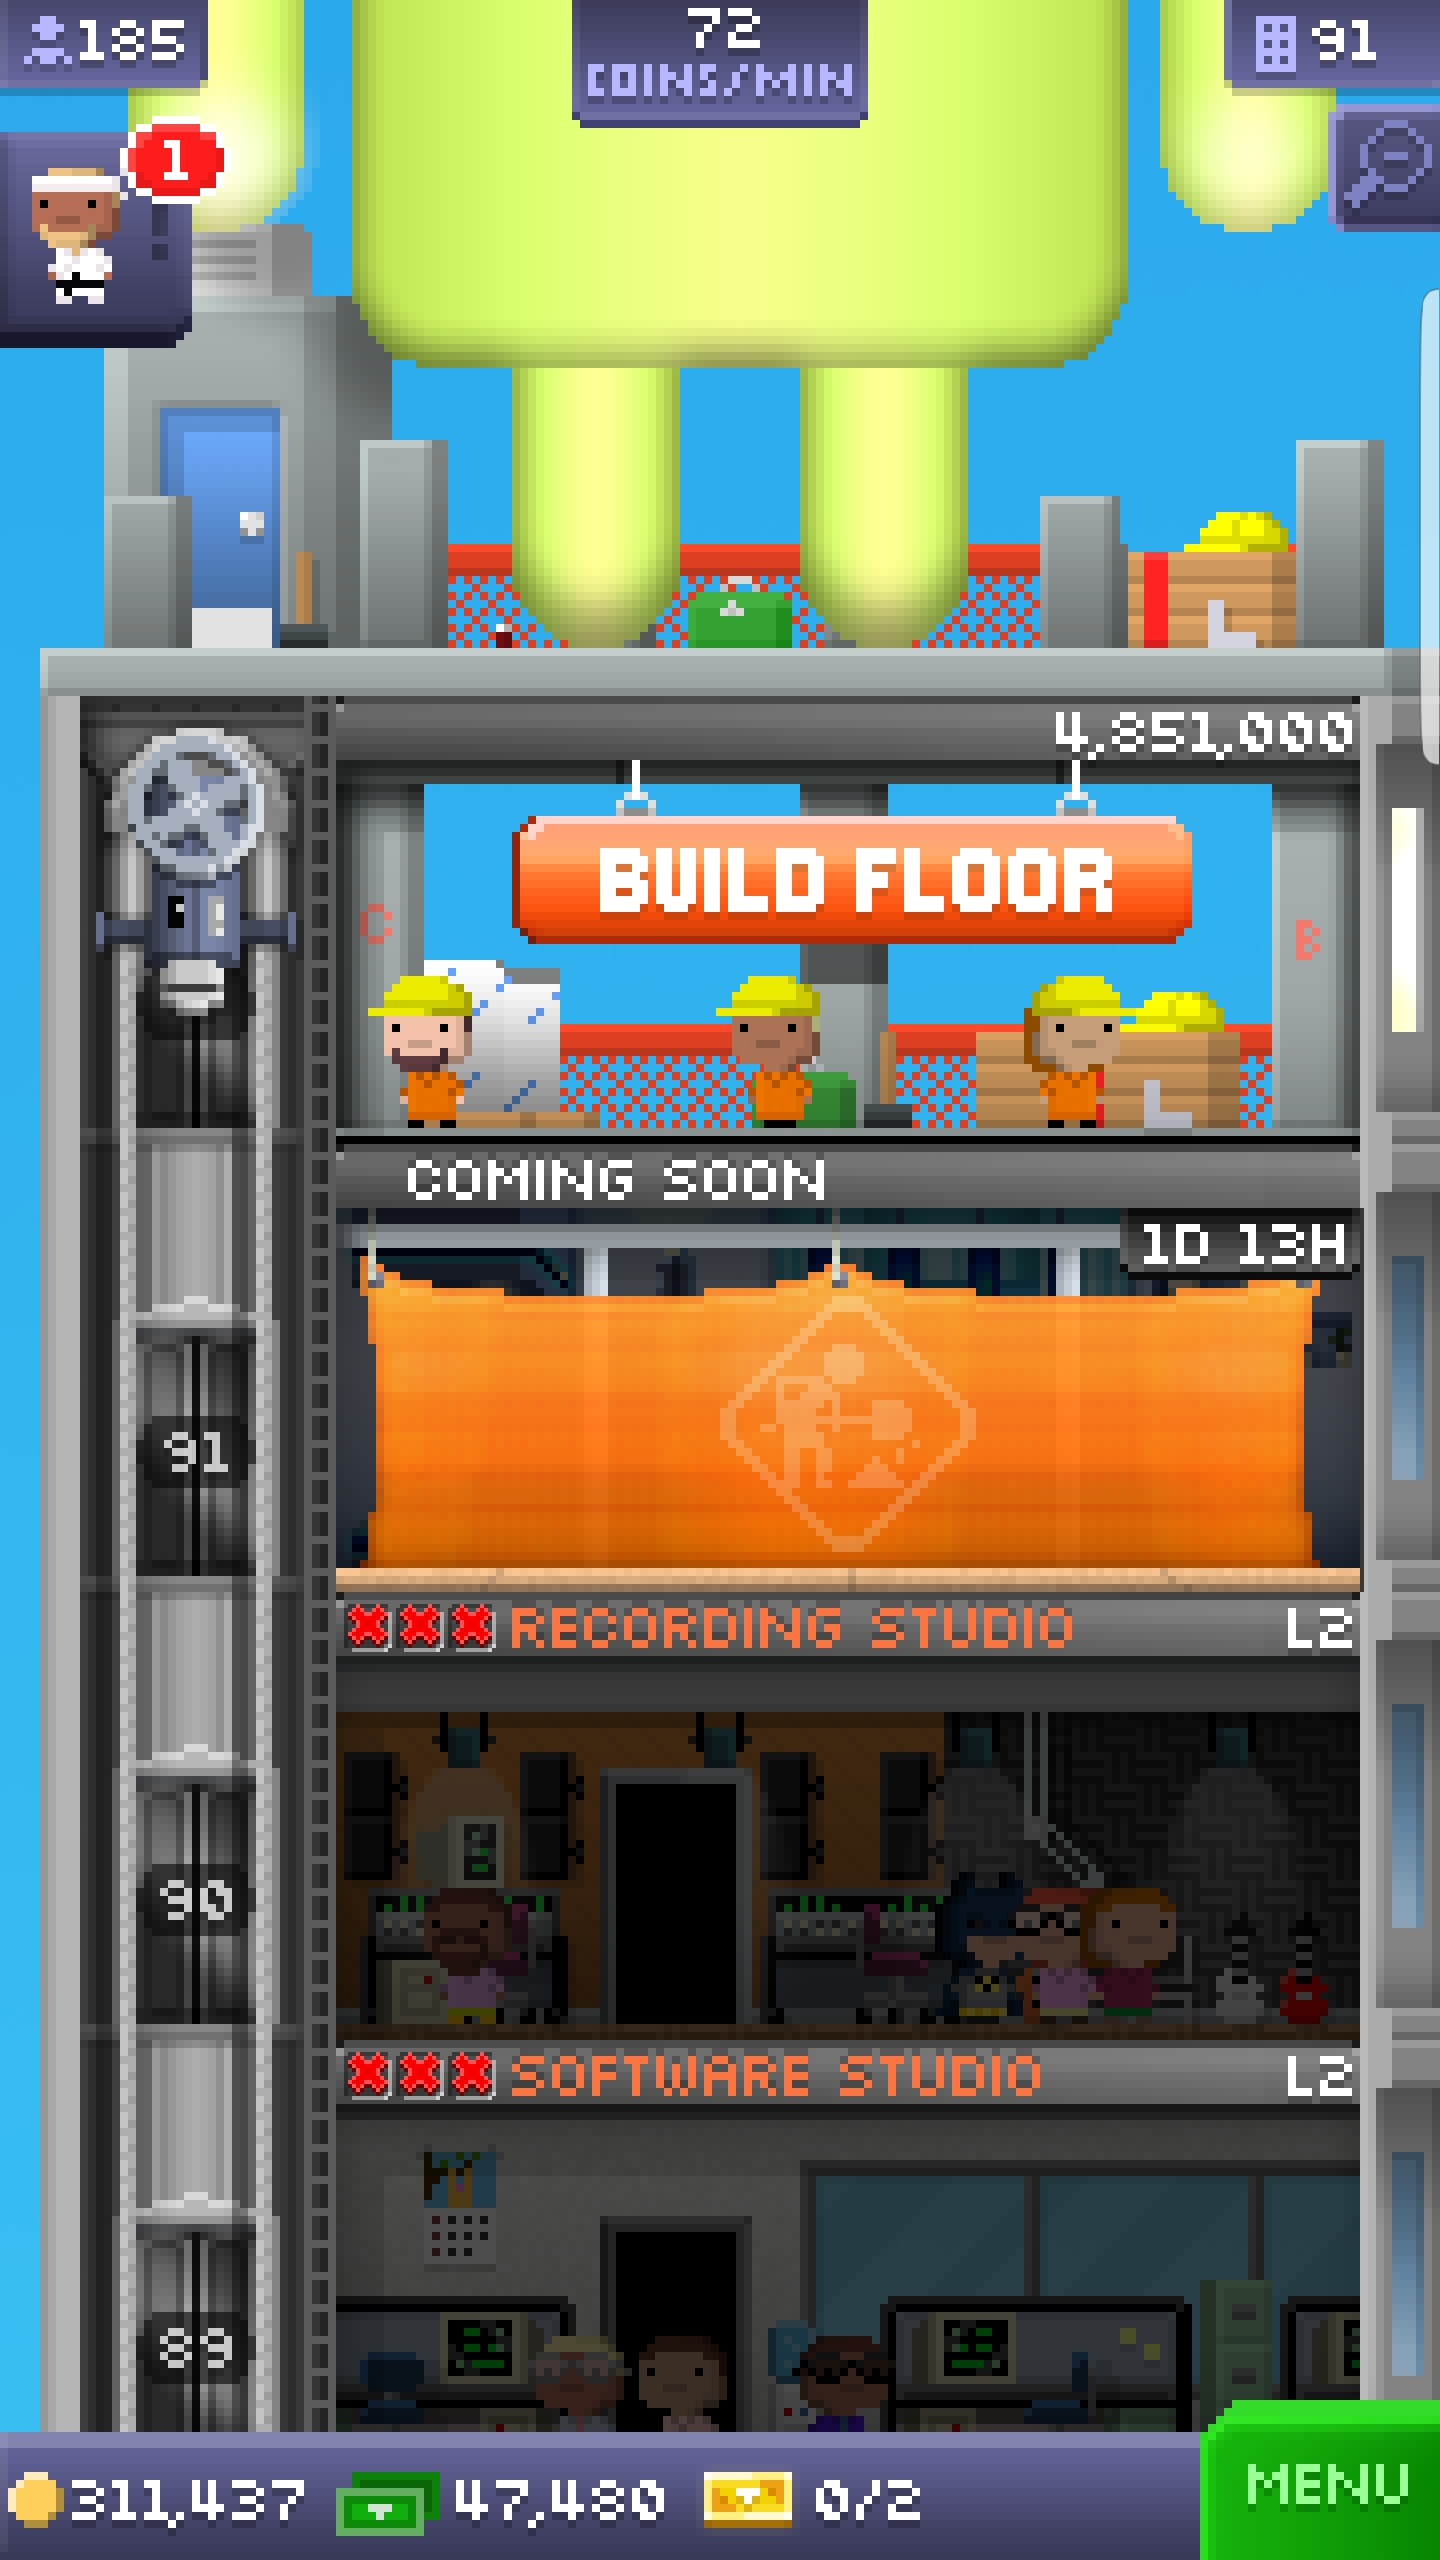 185
72
COINS/MIN
91
1
4,851,000
BUILD FLOOR
C
B
COMING SOON
1D 13H
91
RECORDING STUDIO L2
90
SOFTWARE STUDIO L2
89
311,437 47,480 0/2 MENU